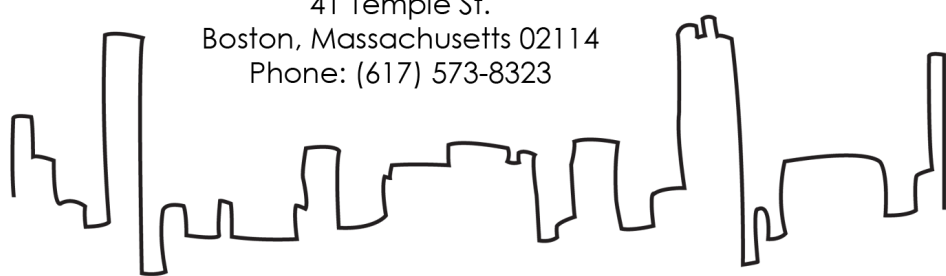 41 Temple St.
Boston, Massachusetts 02114
Phone: (617) 573-8323